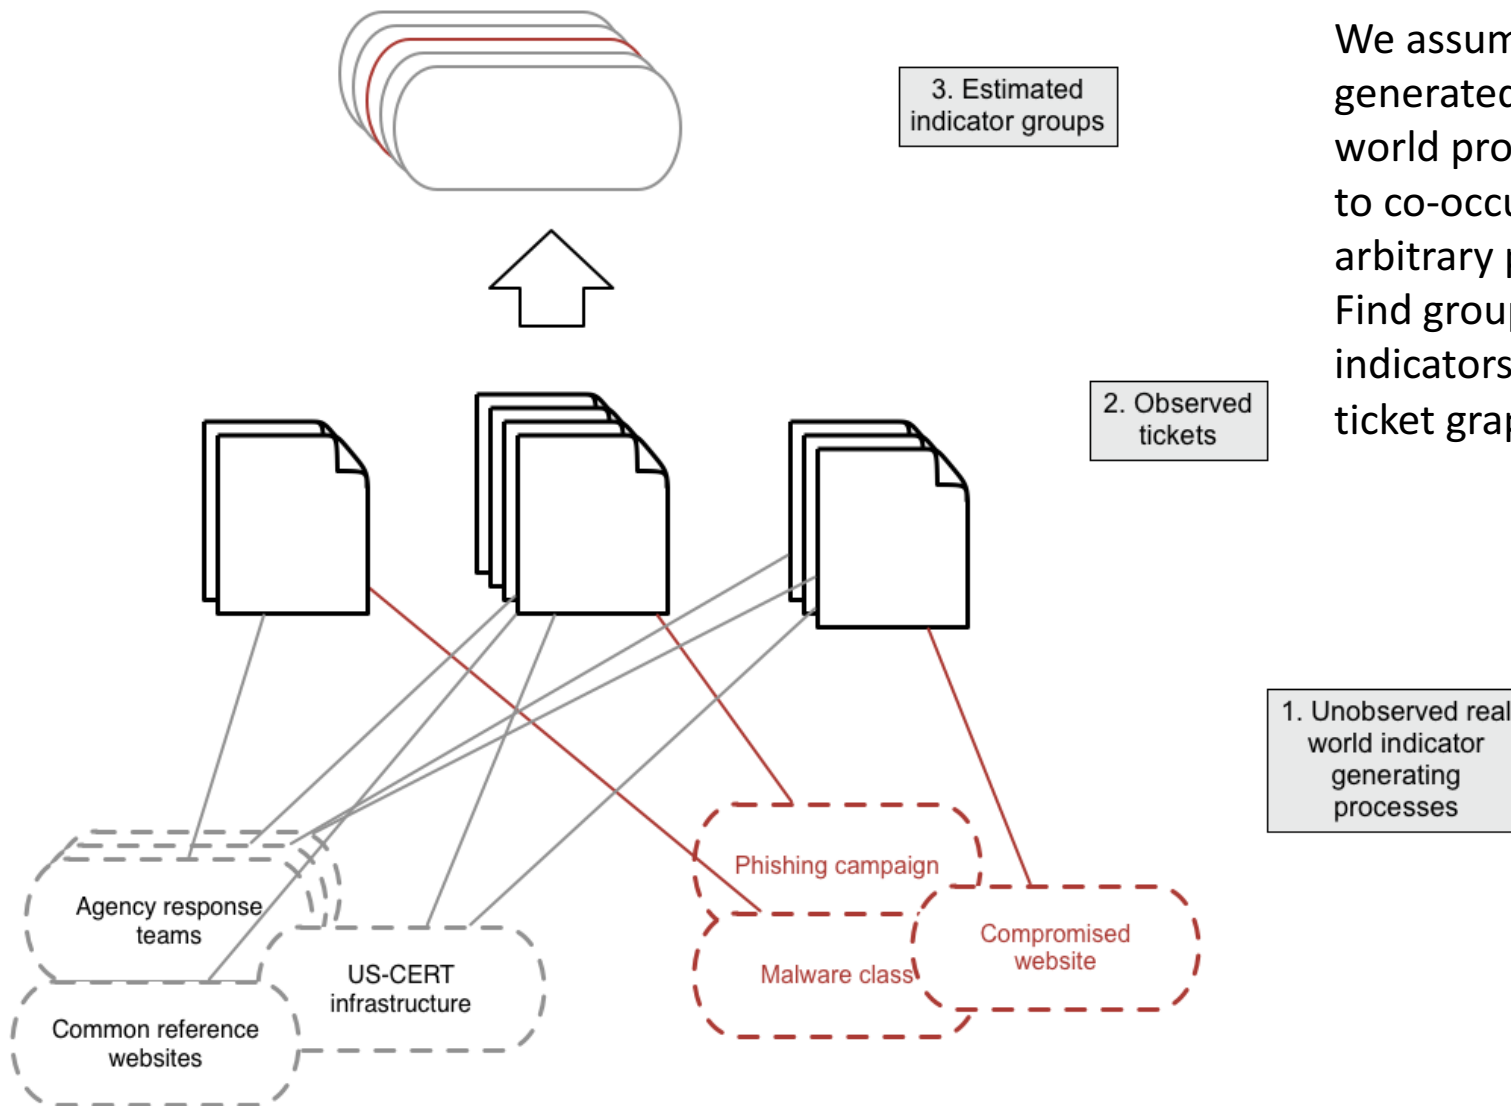 3. Estimated
indicator groups
We assum
generated
world pro
to co-occu
arbitrary p
Find group
indicators
ticket grap
2. Observed
tickets
1. Unobserved real
world indicator
generating
processes
Phishing campaign
Agency response
teams
Compromised
website
US-CERT
infrastructure
Malware class
Common reference
websites